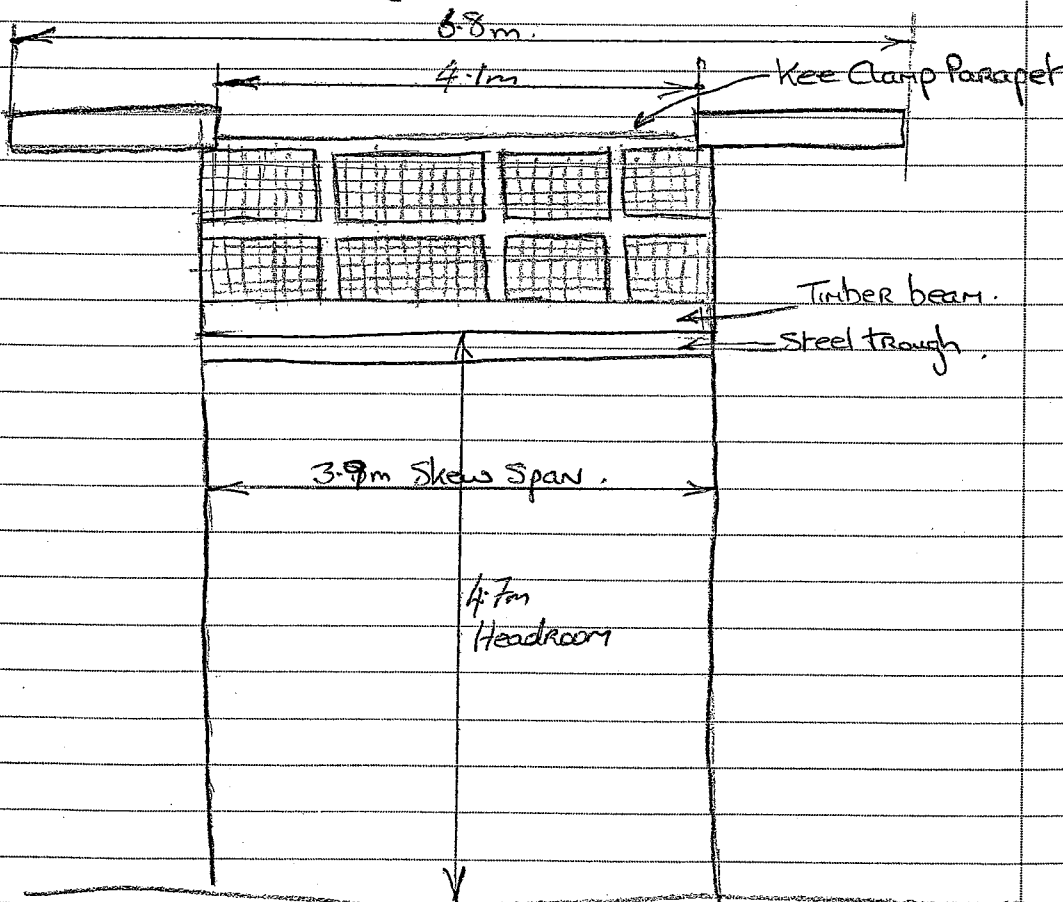 6.8m.
4.1m
Kee Clamp Parapet
Timber beam.
Steel trough.
3.9m Skew Span.
4.7m
Headroom